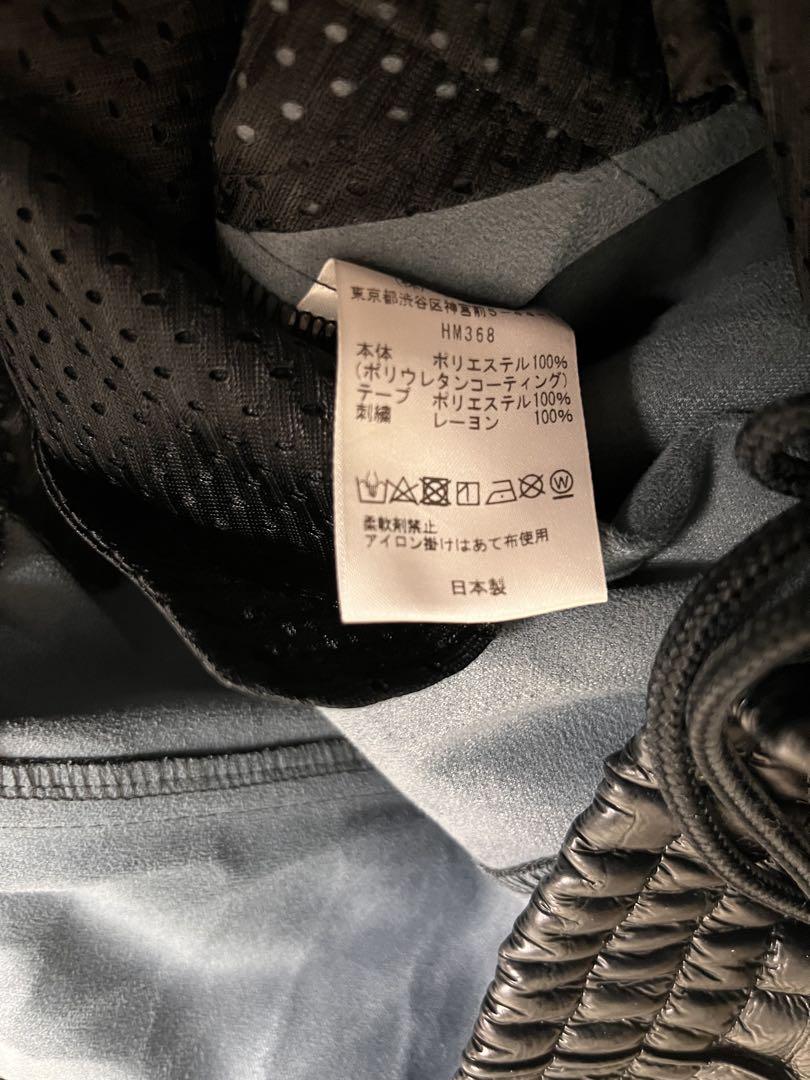 東京都渋谷区神宮前5
HM368
本体 ポリエステル100%
(ポリウレタンコーティング)
テープ ポリエステル100%
刺繍 レーヨン 100%
W
柔軟剤禁止
アイロン掛けはあて布使用
日本製